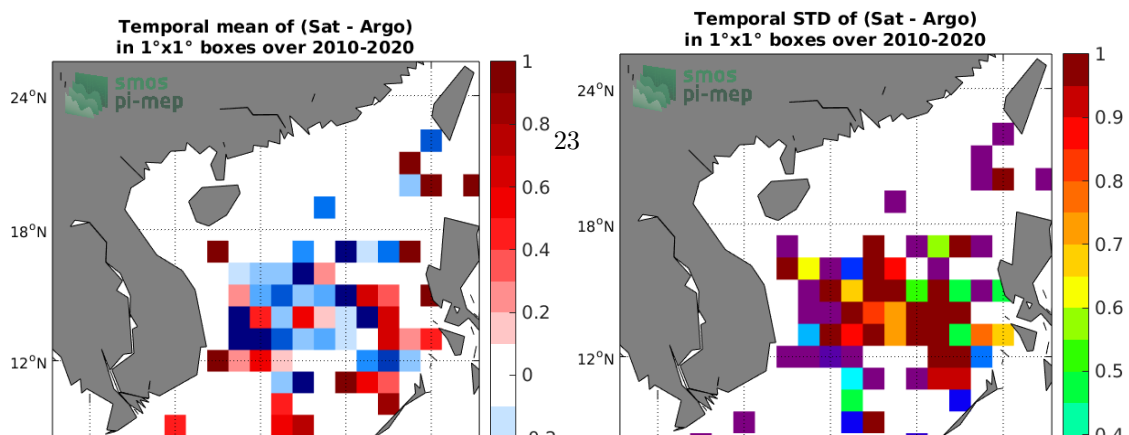 Temporal mean of (Sat - Argo)
in 1°x1° boxes over 2010-2020
smos
pi-mep
24°N
18°N
12°N
1
0.8
0.6
0.4
0.2
0
23
Temporal STD of (Sat - Argo)
in 1°x1° boxes over 2010-2020
smos
pi-mep
24°N
18°N
12°N
1
0.9
0.8
0.7
0.6
0.5